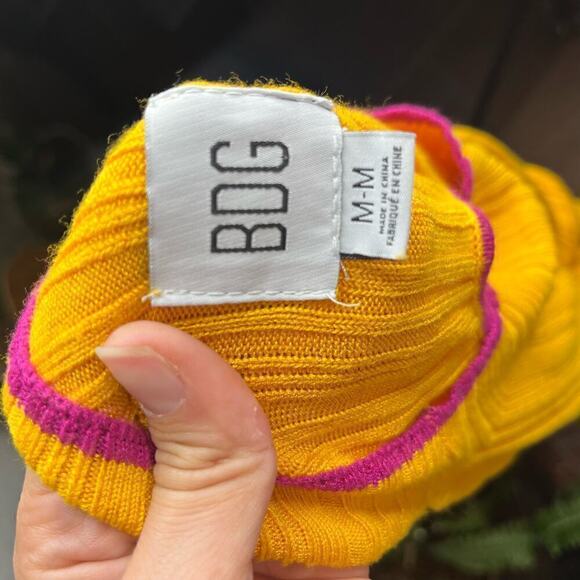 BDG
M-M
MADE IN CHINA
FABRIQUÉ EN CHINE